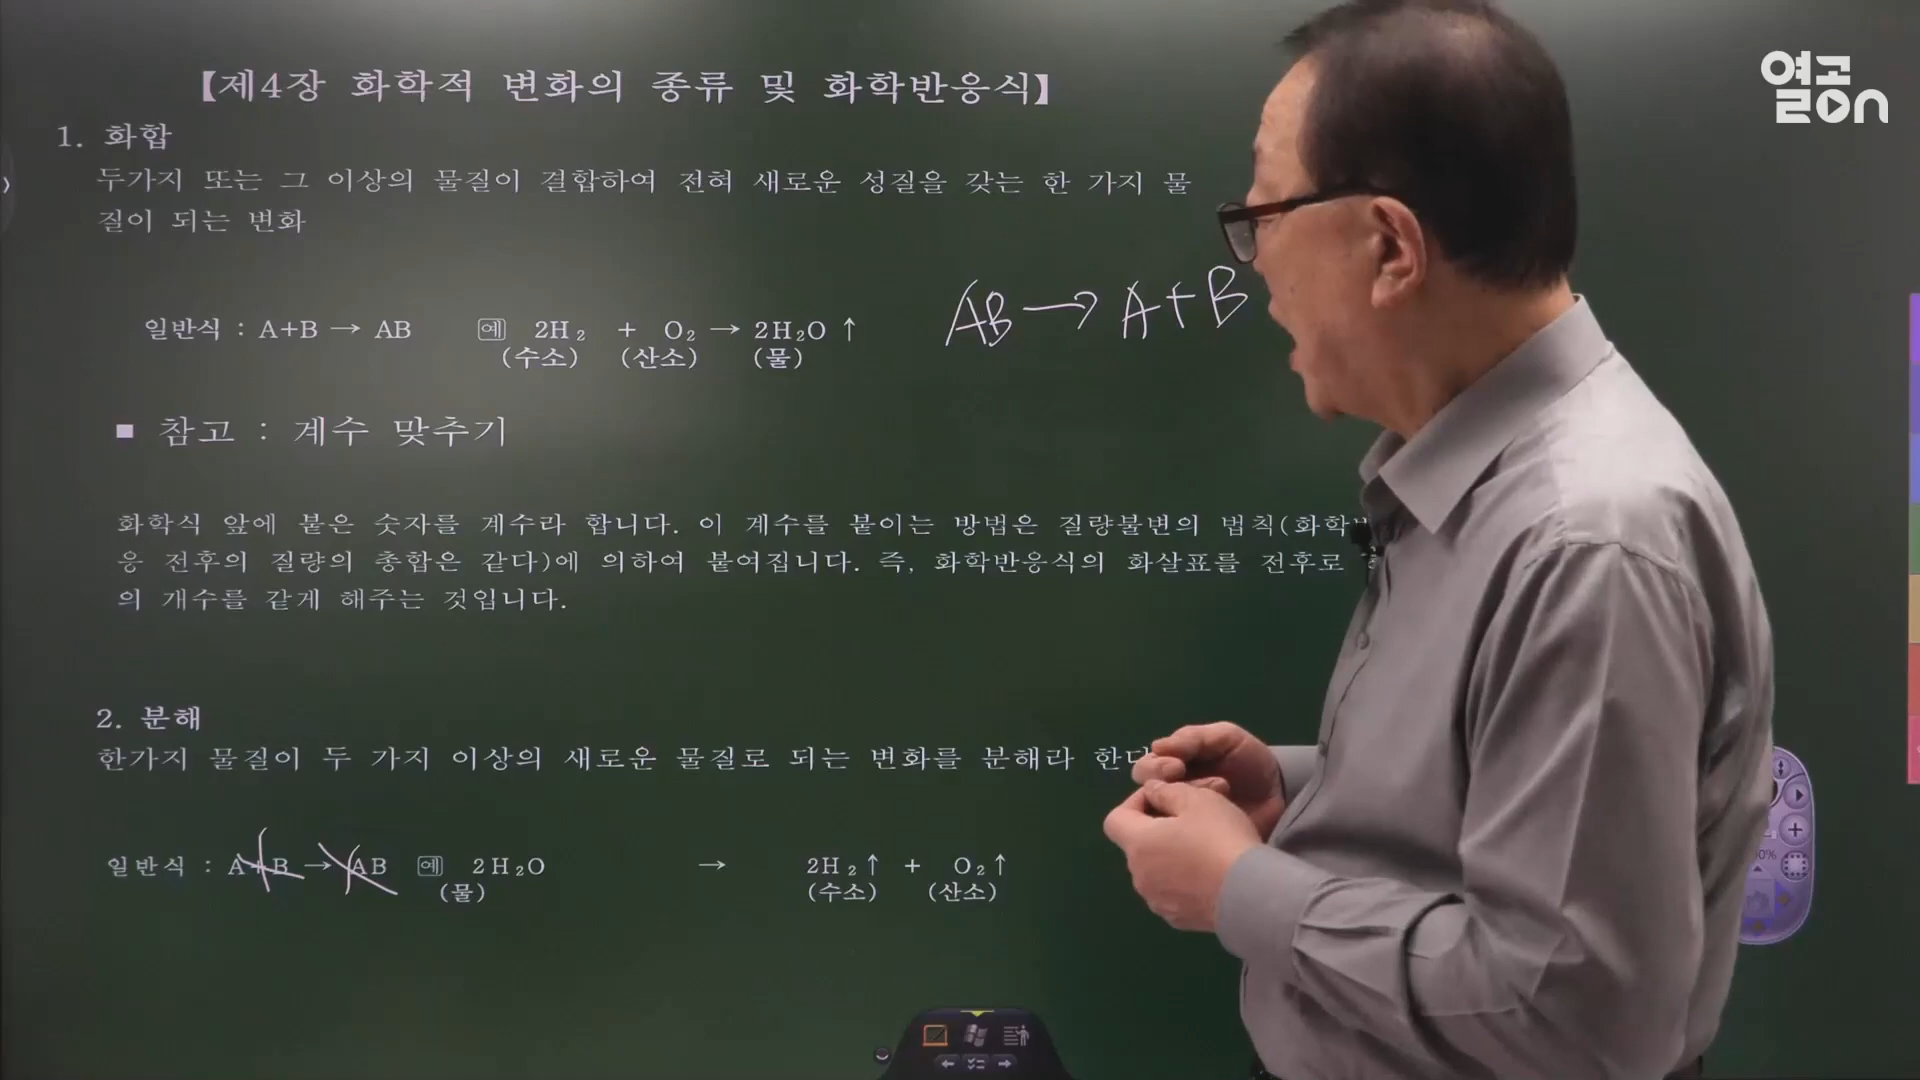 열공on
【제4장 화학적 변화의 종류 및 화학반응식】
1. 화합
두가지 또는 그 이상의 물질이 결합하여 전혀 새로운 성질을 갖는 한 가지 물
질이 되는 변화
일반식 : A+B → AB 예 2H₂ + O₂ → 2H₂O ↑
(수소) (산소) (물)
AB → A+B
■ 참고 : 계수 맞추기
화학식 앞에 붙은 숫자를 계수라 합니다. 이 계수를 붙이는 방법은 질량불변의 법칙(화학
응 전후의 질량의 총합은 같다)에 의하여 붙여집니다. 즉, 화학반응식의 화살표를 전후로
의 개수를 같게 해주는 것입니다.
2. 분해
한가지 물질이 두 가지 이상의 새로운 물질로 되는 변화를 분해라 한다
일반식 : A+B → AB 예 2H₂O → 2H₂↑ + O₂↑
(물) (수소) (산소)